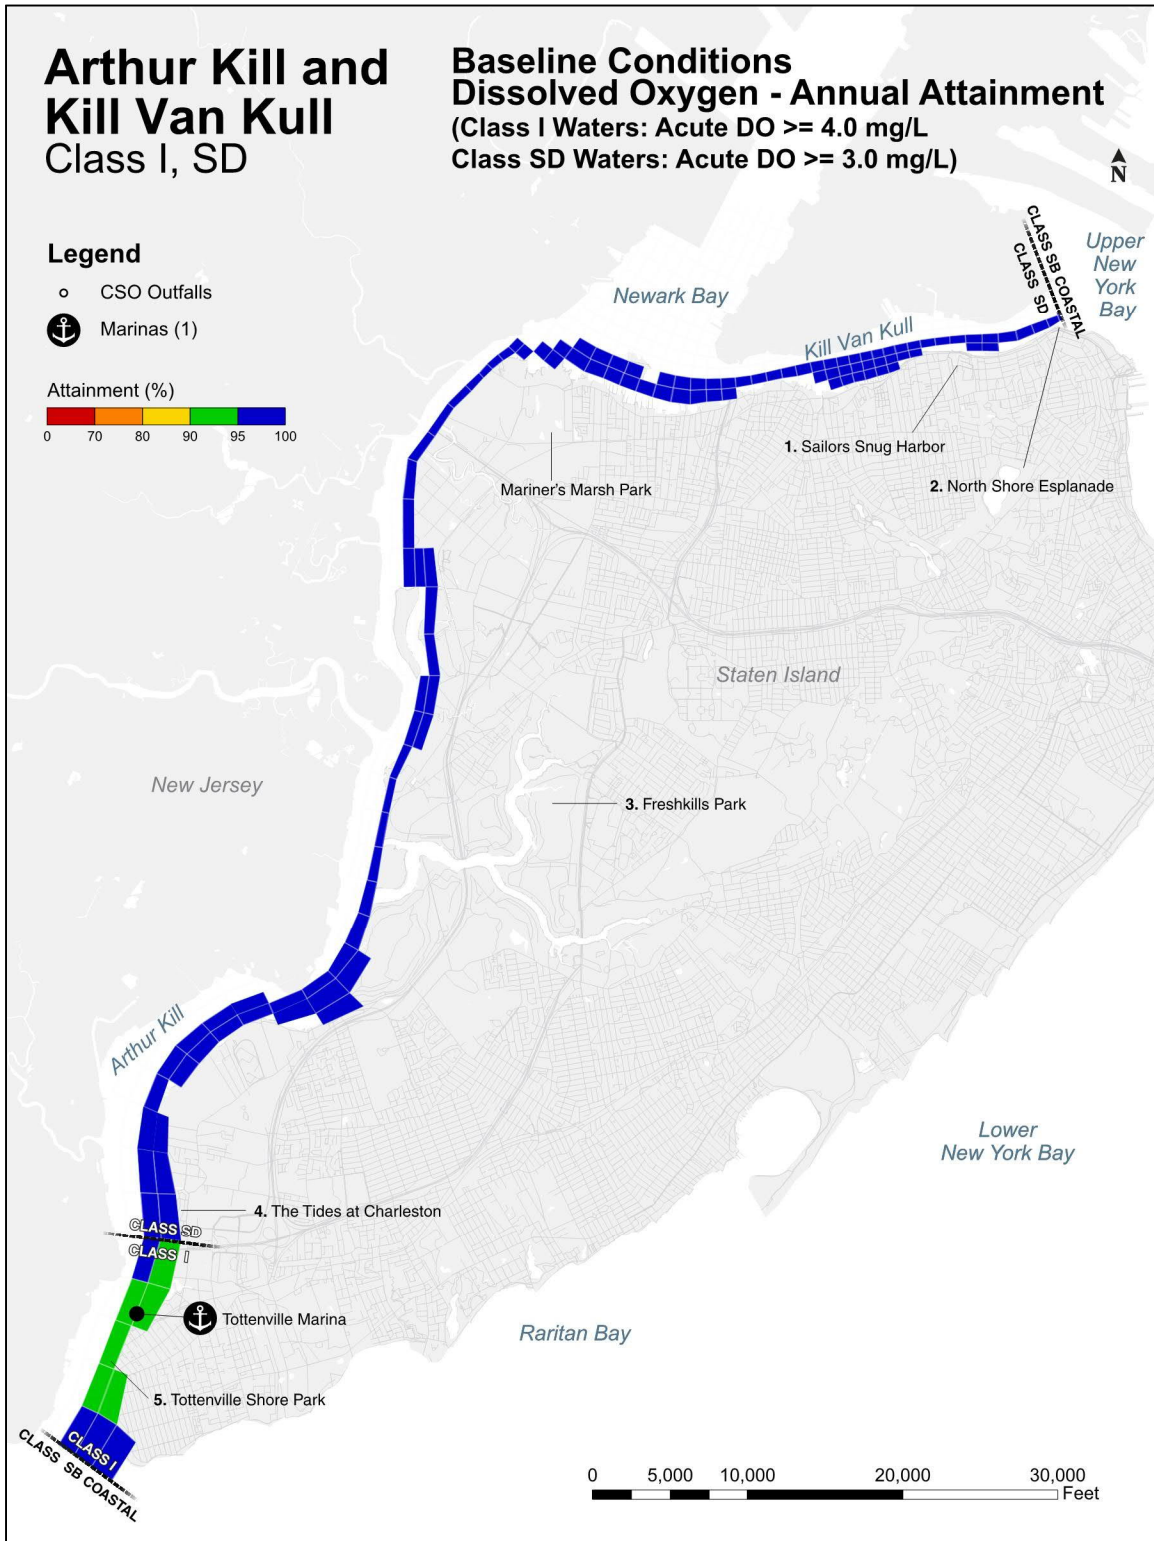 Arthur Kill and
Kill Van Kull
Class I, SD
Baseline Conditions
Dissolved Oxygen - Annual Attainment
(Class I Waters: Acute DO >= 4.0 mg/L
Class SD Waters: Acute DO >= 3.0 mg/L)
N
Legend
CSO Outfalls
Marinas (1)
Attainment (%)
0 70 80 90 95 100
CLASS SB COASTAL
CLASS SD
Upper
New
York
Bay
Newark Bay
Kill Van Kull
1. Sailors Snug Harbor
2. North Shore Esplanade
Mariner's Marsh Park
Staten Island
New Jersey
3. Freshkills Park
Arthur Kill
Lower
New York Bay
4. The Tides at Charleston
CLASS SD
CLASS I
Tottenville Marina
Raritan Bay
5. Tottenville Shore Park
CLASS I
CLASS SB COASTAL
0 5,000 10,000 20,000 30,000
Feet